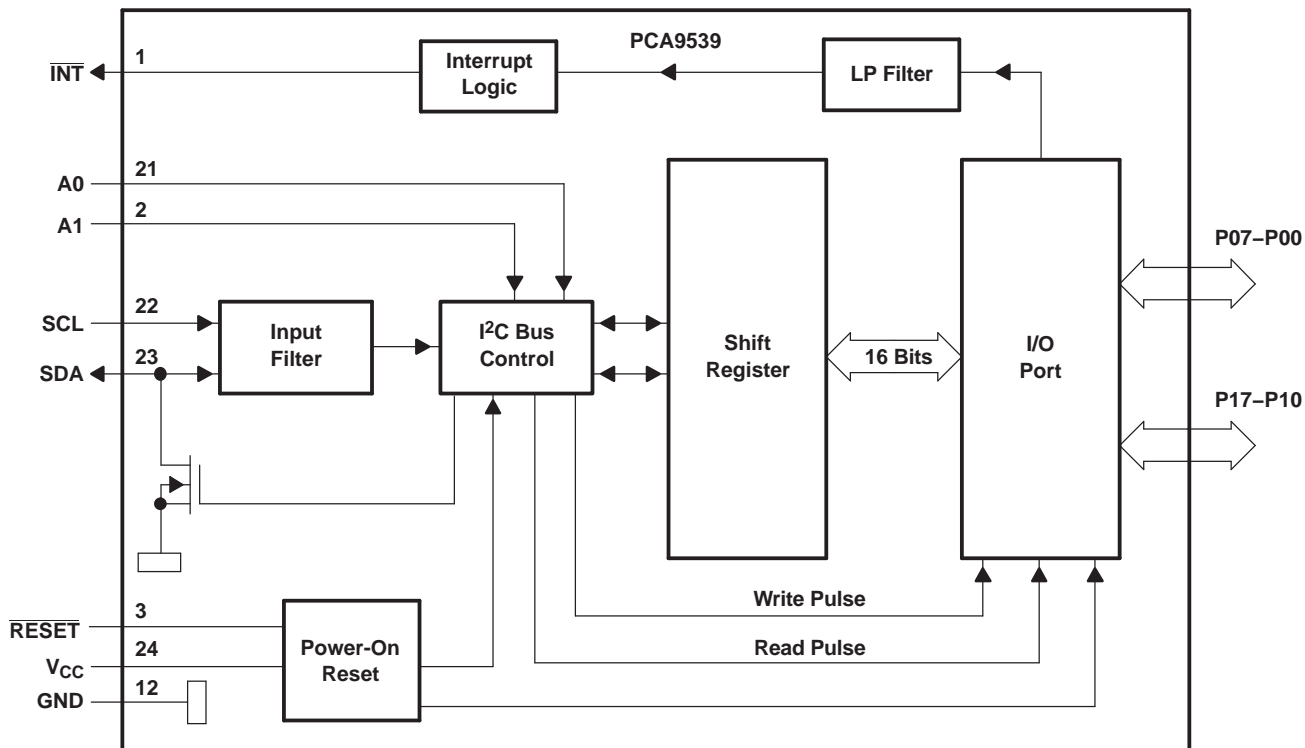 PCA9539
1
INT
Interrupt
Logic
LP Filter
21
A0
2
A1
P07–P00
22
SCL
23
SDA
Input
Filter
I2C Bus
Control
Shift
Register
16 Bits
I/O
Port
P17–P10
Write Pulse
3
RESET
Read Pulse
24
VCC
Power-On
Reset
12
GND